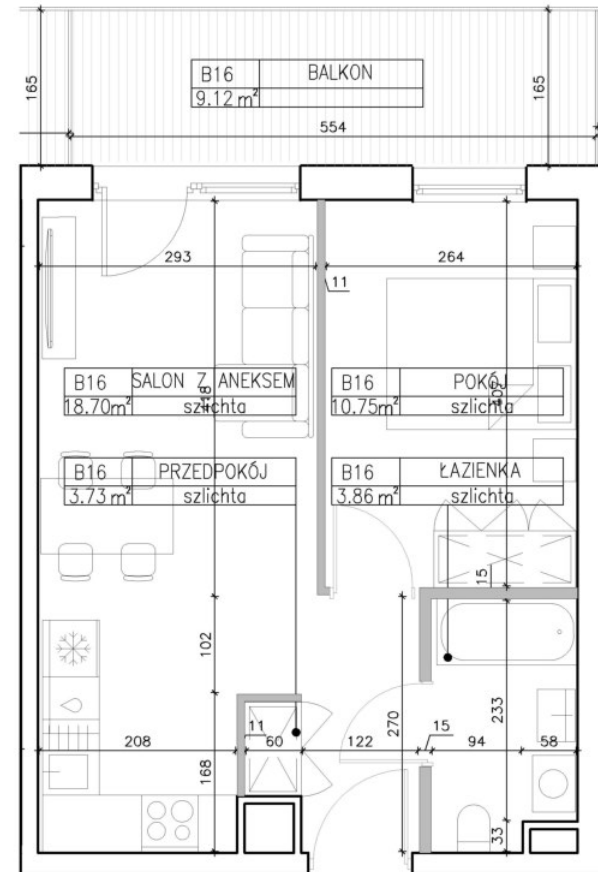 165
B16 BALKON
9.12 m²
165
554
293
264
11
B16 SALON Z ANEKSEM
18.70m² szlichta
418
B16 POKÓJ
10.75m² szlichta
405
B16 PRZEDPOKÓJ
3.73 m² szlichta
B16 ŁAZIENKA
3.86 m² szlichta
15
102
270
233
208
11
60
122
15
94
58
168
33